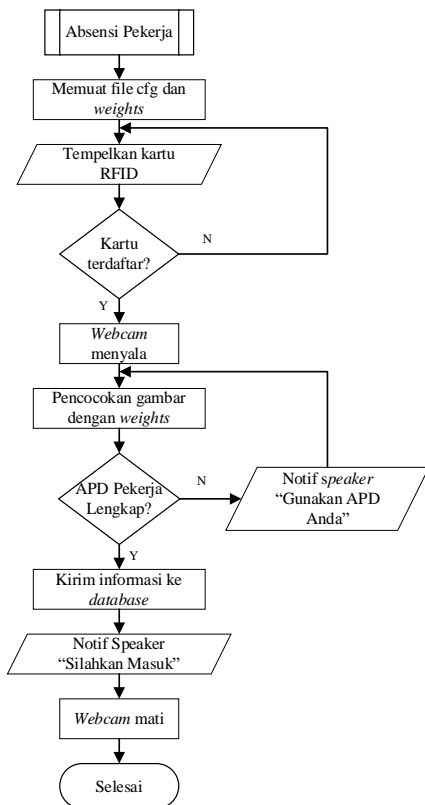 Absensi Pekerja
Memuat file cfg dan
weights
Tempelkan kartu
RFID
Kartu
terdaftar?
N
Y
Webcam
menyala
Pencocokan gambar
dengan weights
APD Pekerja
Lengkap?
N
Notif speaker
“Gunakan APD
Anda”
Y
Kirim informasi ke
database
Notif Speaker
“Silahkan Masuk”
Webcam mati
Selesai